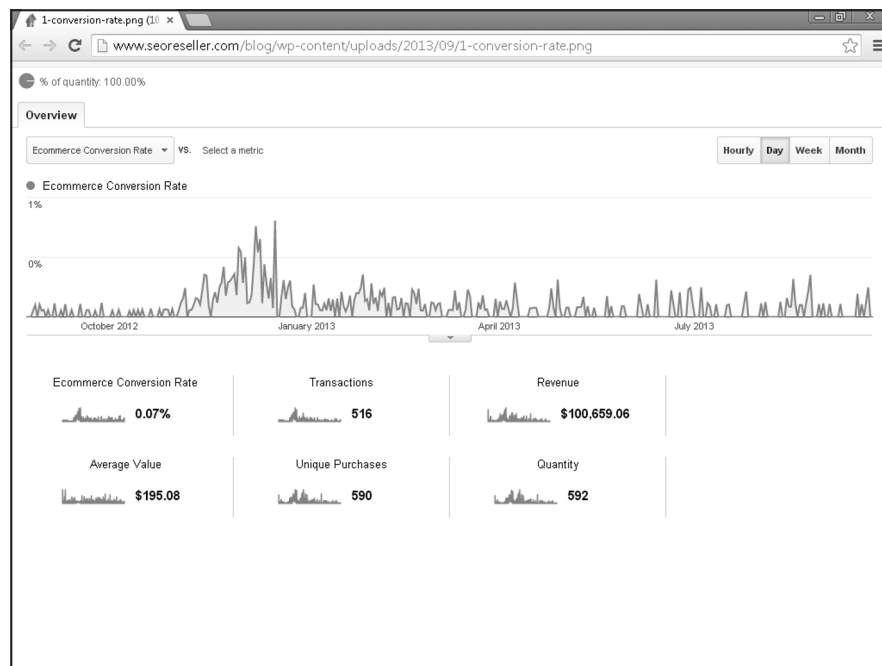 1-conversion-rate.png (10
www.seoreseller.com/blog/wp-content/uploads/2013/09/1-conversion-rate.png
% of quantity: 100.00%
Overview
Ecommerce Conversion Rate VS. Select a metric Hourly Day Week Month
Ecommerce Conversion Rate
1%
0%
October 2012 January 2013 April 2013 July 2013
Ecommerce Conversion Rate Transactions Revenue
0.07% 516 $100,659.06
Average Value Unique Purchases Quantity
$195.08 590 592